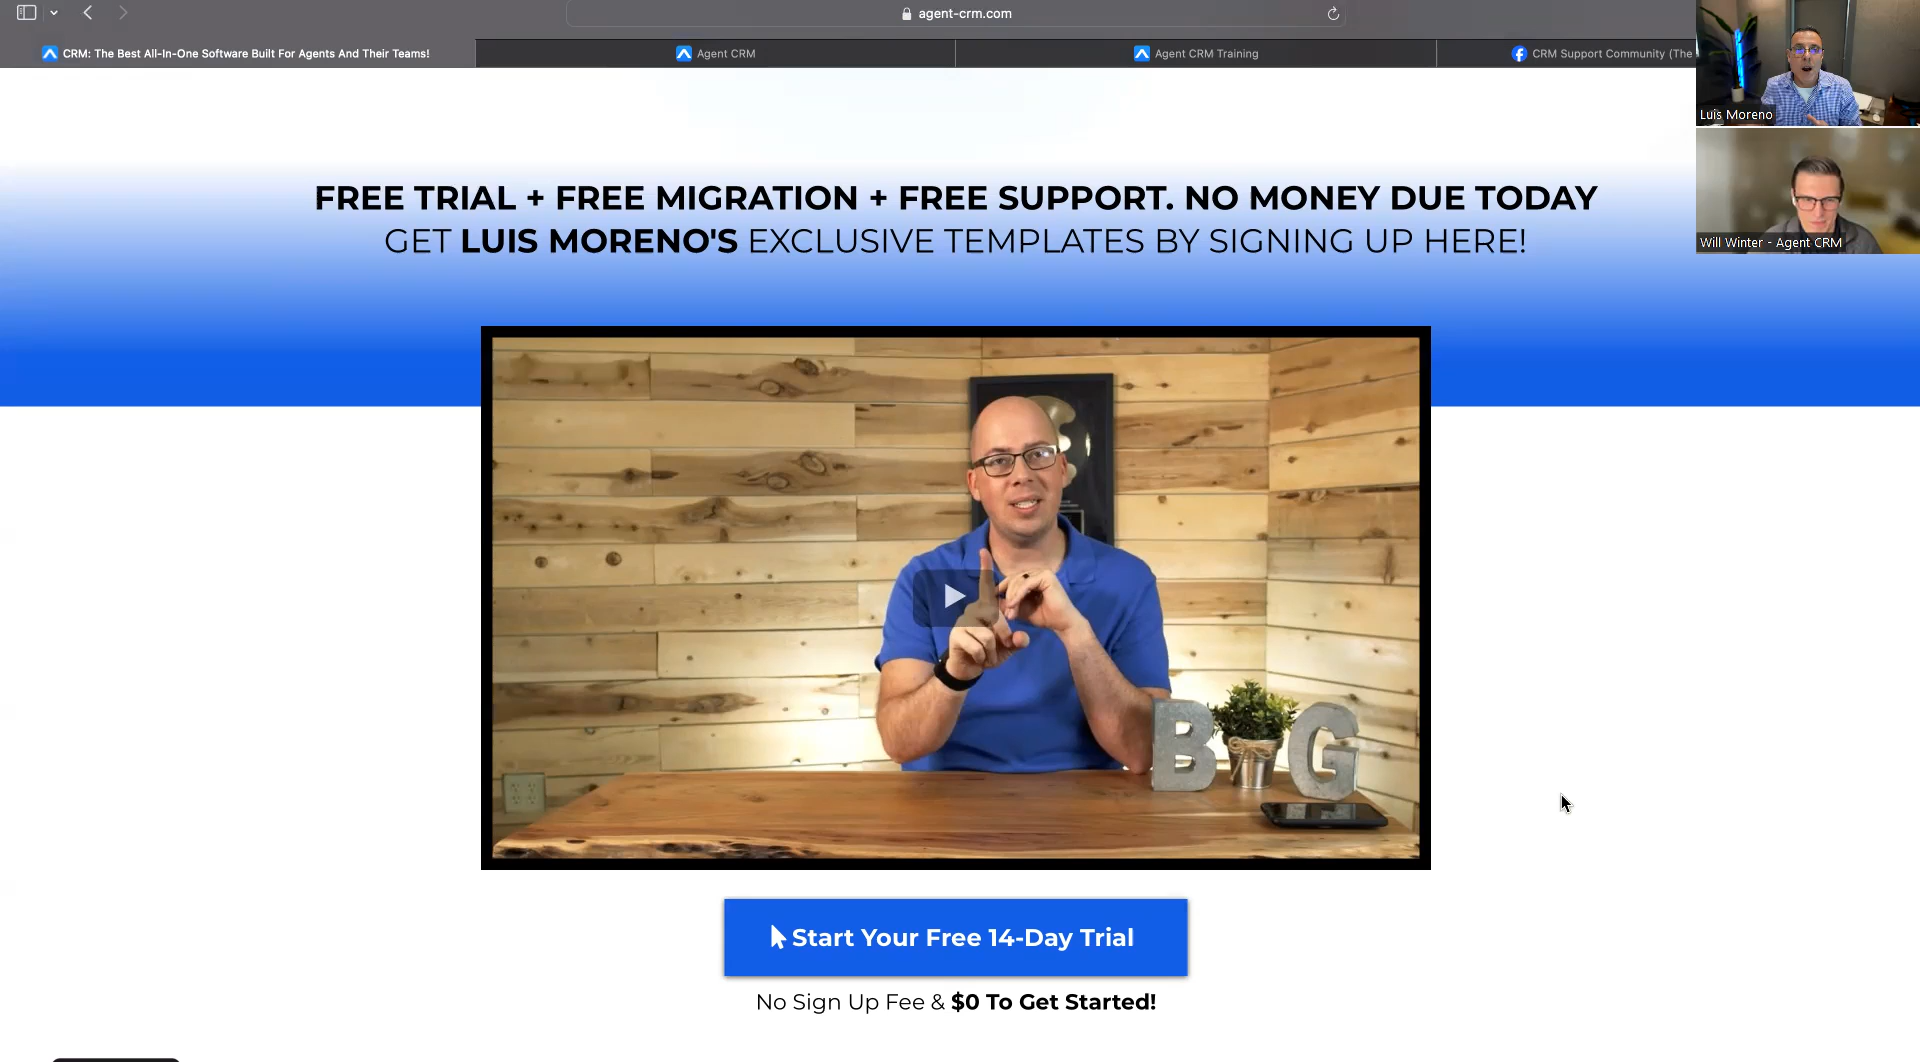 agent-crm.com
CRM: The Best All-In-One Software Built For Agents And Their Teams!
Agent CRM
Agent CRM Training
CRM Support Community (The
Luis Moreno
Will Winter - Agent CRM
FREE TRIAL + FREE MIGRATION + FREE SUPPORT. NO MONEY DUE TODAY
GET LUIS MORENO'S EXCLUSIVE TEMPLATES BY SIGNING UP HERE!
B G
Start Your Free 14-Day Trial
No Sign Up Fee & $0 To Get Started!